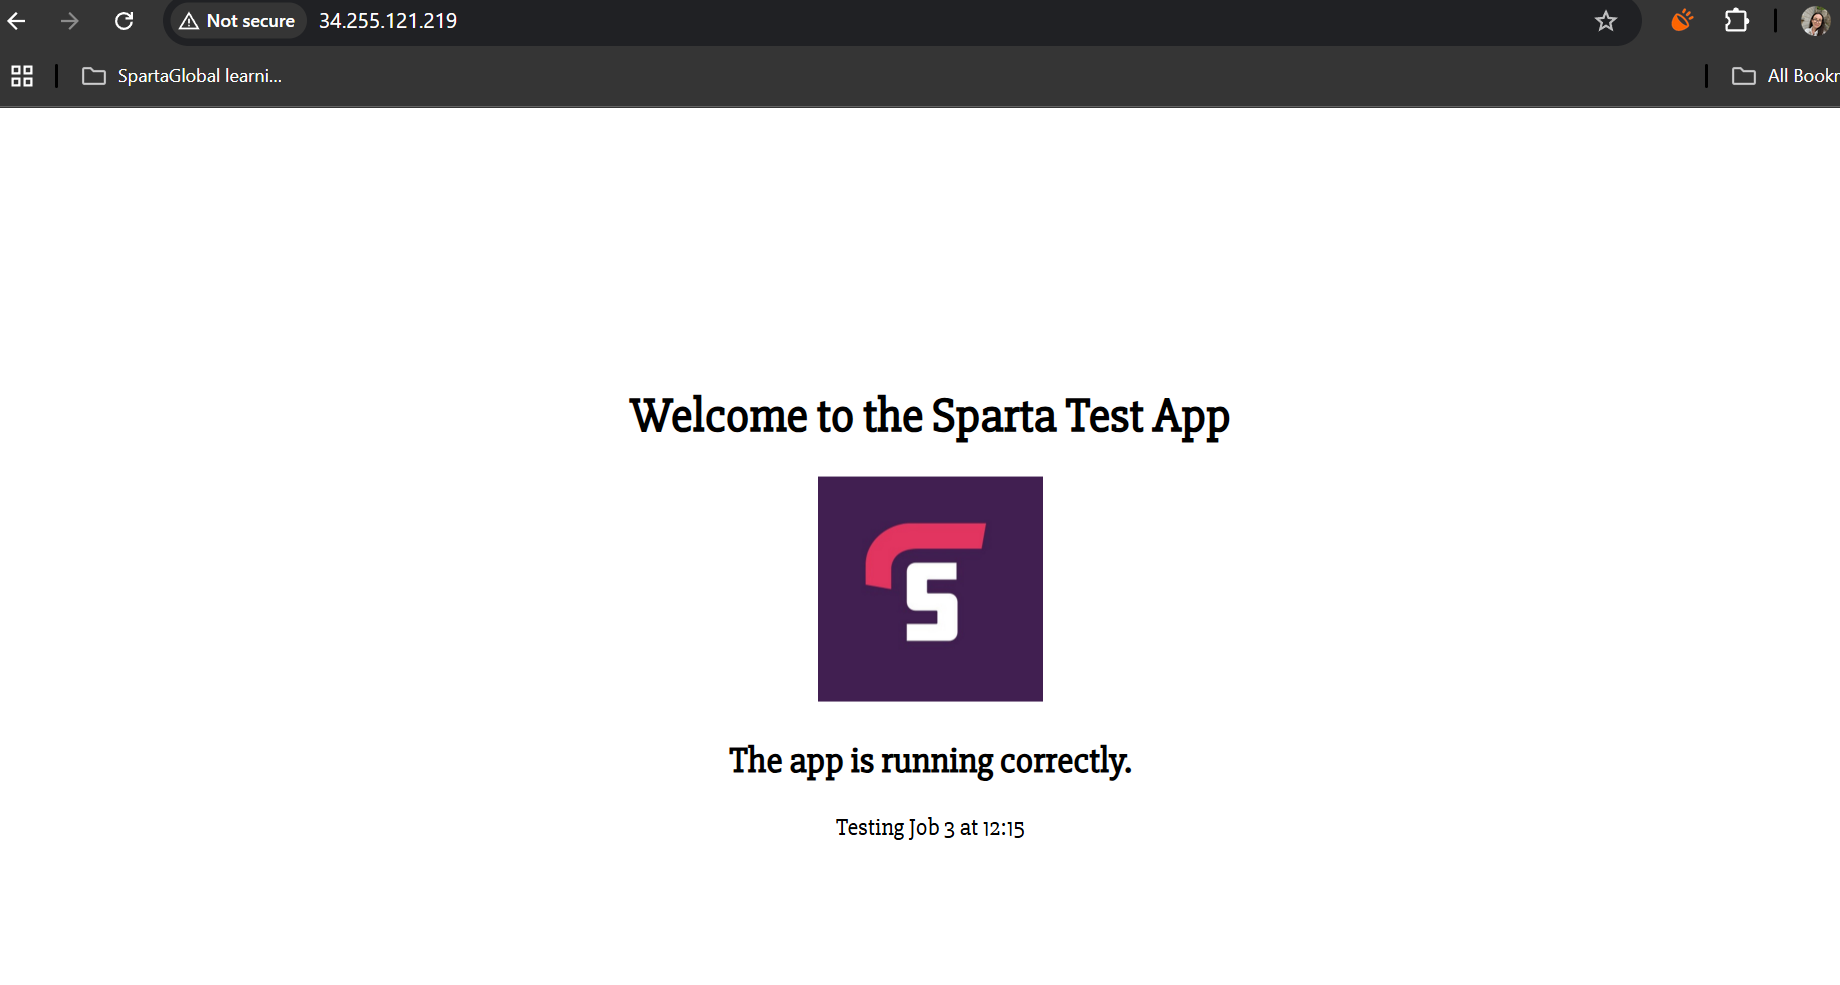 Not secure
34.255.121.219
SpartaGlobal learni...
All Bookr
Welcome to the Sparta Test App
S
The app is running correctly.
Testing Job 3 at 12:15